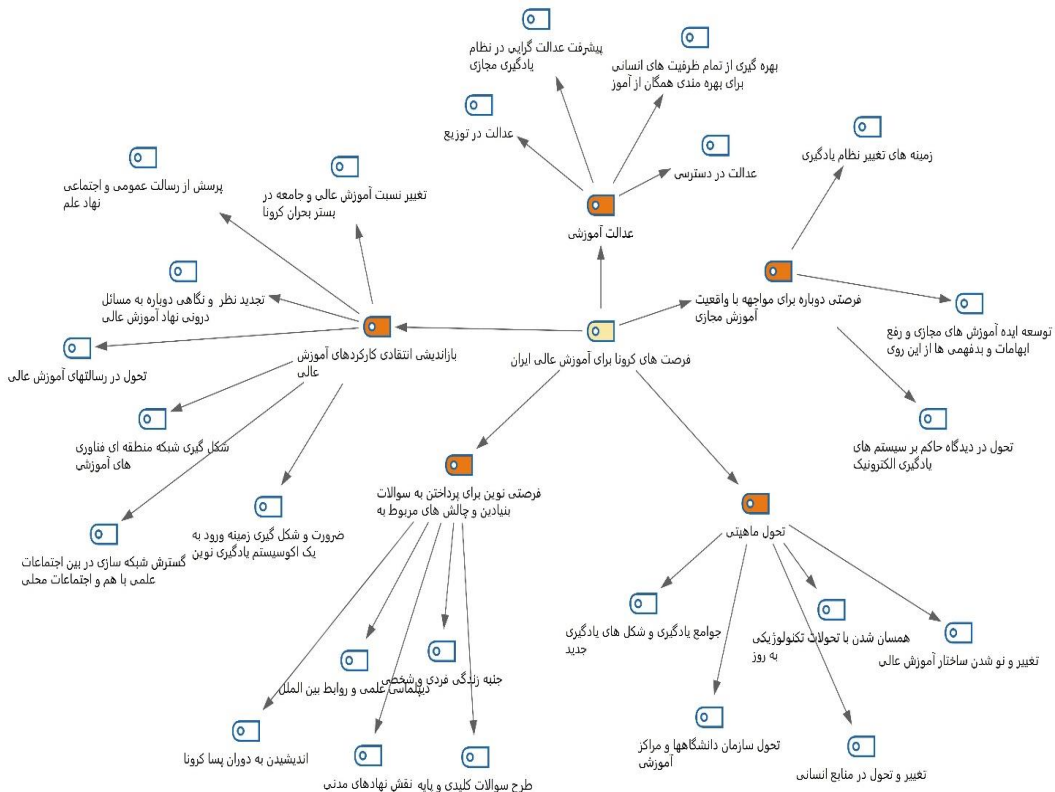 پیشرفت عدالت گرایی در نظام
یادگیری مجازی
بهره گیری از تمام ظرفیت های انسانی
برای بهره مندی همگان از آموز
عدالت در توزیع
عدالت در دسترسی
زمینه های تغییر نظام یادگیری
پرسش از رسالت عمومی و اجتماعی
نهاد علم
تغییر نسبت آموزش عالی و جامعه در
بستر بحران کرونا
عدالت آموزشی
تجدید نظر و نگاهی دوباره به مسائل
درونی نهاد آموزش عالی
فرصتی دوباره برای مواجهه با واقعیت
آموزش مجازی
توسعه ایده آموزش های مجازی و رفع
ابهامات و بدفهمی ها از این روی
تحول در رسالتهای آموزش عالی
بازاندیشی انتقادی کارکردهای آموزش
عالی
فرصت های کرونا برای آموزش عالی ایران
شکل گیری شبکه منطقه ای فناوری
های آموزشی
تحول در دیدگاه حاکم بر سیستم های
یادگیری الکترونیک
فرصتی نوین برای پرداختن به سوالات
بنیادین و چالش های مربوط به
ضرورت و شکل گیری زمینه ورود به
یک اکوسیستم یادگیری نوین
تحول ماهیتی
گسترش شبکه سازی در بین اجتماعات
علمی با هم و اجتماعات محلی
جوامع یادگیری و شکل های یادگیری
جدید
همسان شدن با تحولات تکنولوژیکی
به روز
تغییر و نو شدن ساختار آموزش عالی
جنبه زندگی فردی و شخصی
دیپلماسی علمی و روابط بین الملل
اندیشیدن به دوران پسا کرونا
نقش نهادهای مدنی
طرح سوالات کلیدی و پایه
تحول سازمان دانشگاهها و مراکز
آموزشی
تغییر و تحول در منابع انسانی